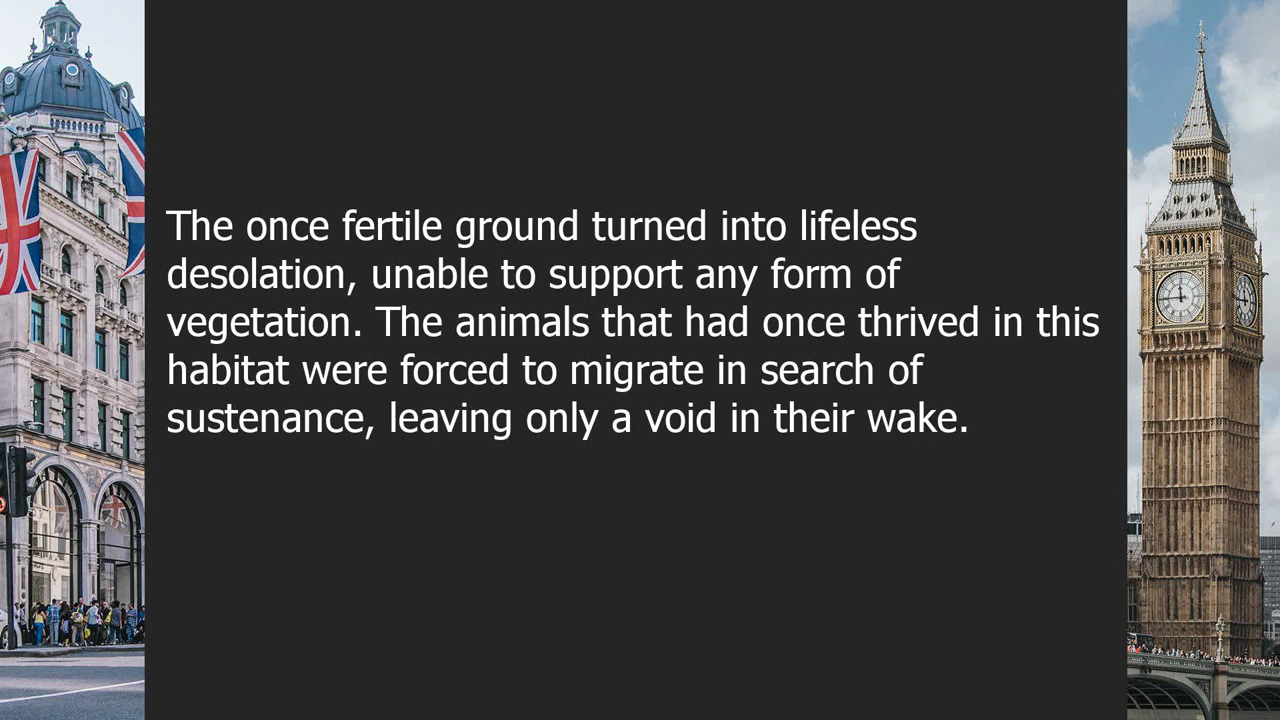 The once fertile ground turned into lifeless
desolation, unable to support any form of
vegetation. The animals that had once thrived in this
habitat were forced to migrate in search of
sustenance, leaving only a void in their wake.